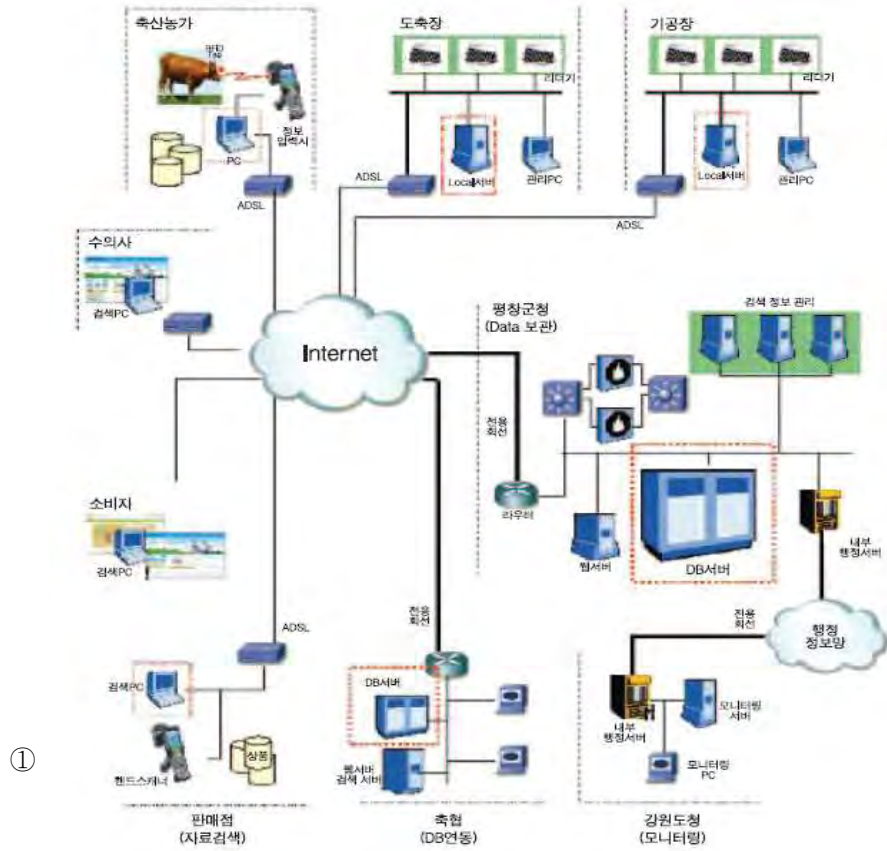 축산농가
RFID
Tag
정보
입력시
PC
ADSL
도축장
리더기
ADSL
Local서버
관리PC
기공장
리더기
Local서버
관리PC
ADSL
수의사
검색PC
Internet
평창군청
(Data 보관)
검색 정보 관리
전용
회선
라우터
웹서버
DB서버
내부
행정서버
소비자
검색PC
전용
회선
전용
회선
행정
정보망
ADSL
검색PC
핸드스캐너
상품
DB서버
웹서버
검색 서버
내부
행정서버
모니터링
서버
모니터링
PC
①
판매점
(자료검색)
축협
(DB연동)
강원도청
(모니터링)